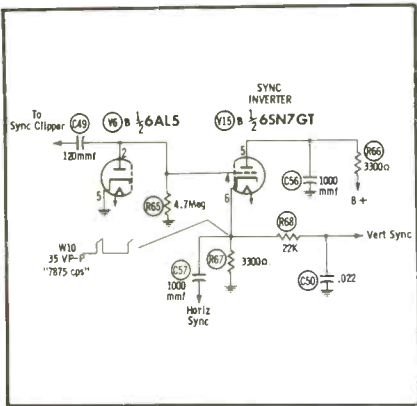 SYNC
INVERTER
To
Sync Clipper
C49
120mmf
V6 B ½ 6AL5
V15 B ½ 6SN7GT
2
5
5
4
6
R65
4.7Meg
C56
1000
mmf
R66
3300Ω
B+
R68
22K
Vert Sync
W10
35 VP-P
"7875 cps"
C57
1000
mmf
Horiz
Sync
R67
3300Ω
C50
.022